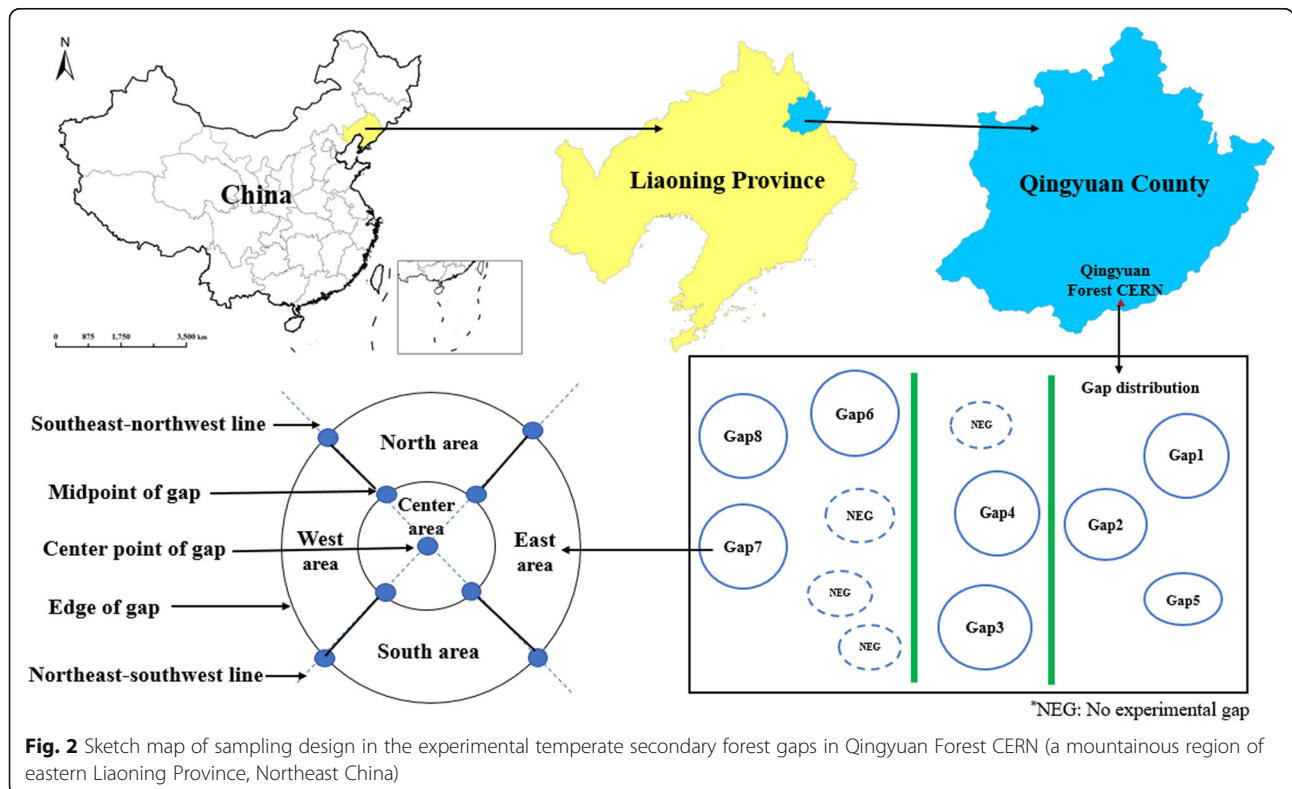 N
China
0 875 1,750 3,500 km
Liaoning Province
Qingyuan County
Qingyuan
Forest CERN
Southeast-northwest line
Midpoint of gap
Center point of gap
Edge of gap
Northeast-southwest line
North area
Center
area
West
area
East
area
South area
Gap distribution
Gap8
Gap6
NEG
Gap1
Gap7
NEG
Gap4
Gap2
NEG
NEG
Gap3
Gap5
*NEG: No experimental gap
Fig. 2 Sketch map of sampling design in the experimental temperate secondary forest gaps in Qingyuan Forest CERN (a mountainous region of
eastern Liaoning Province, Northeast China)